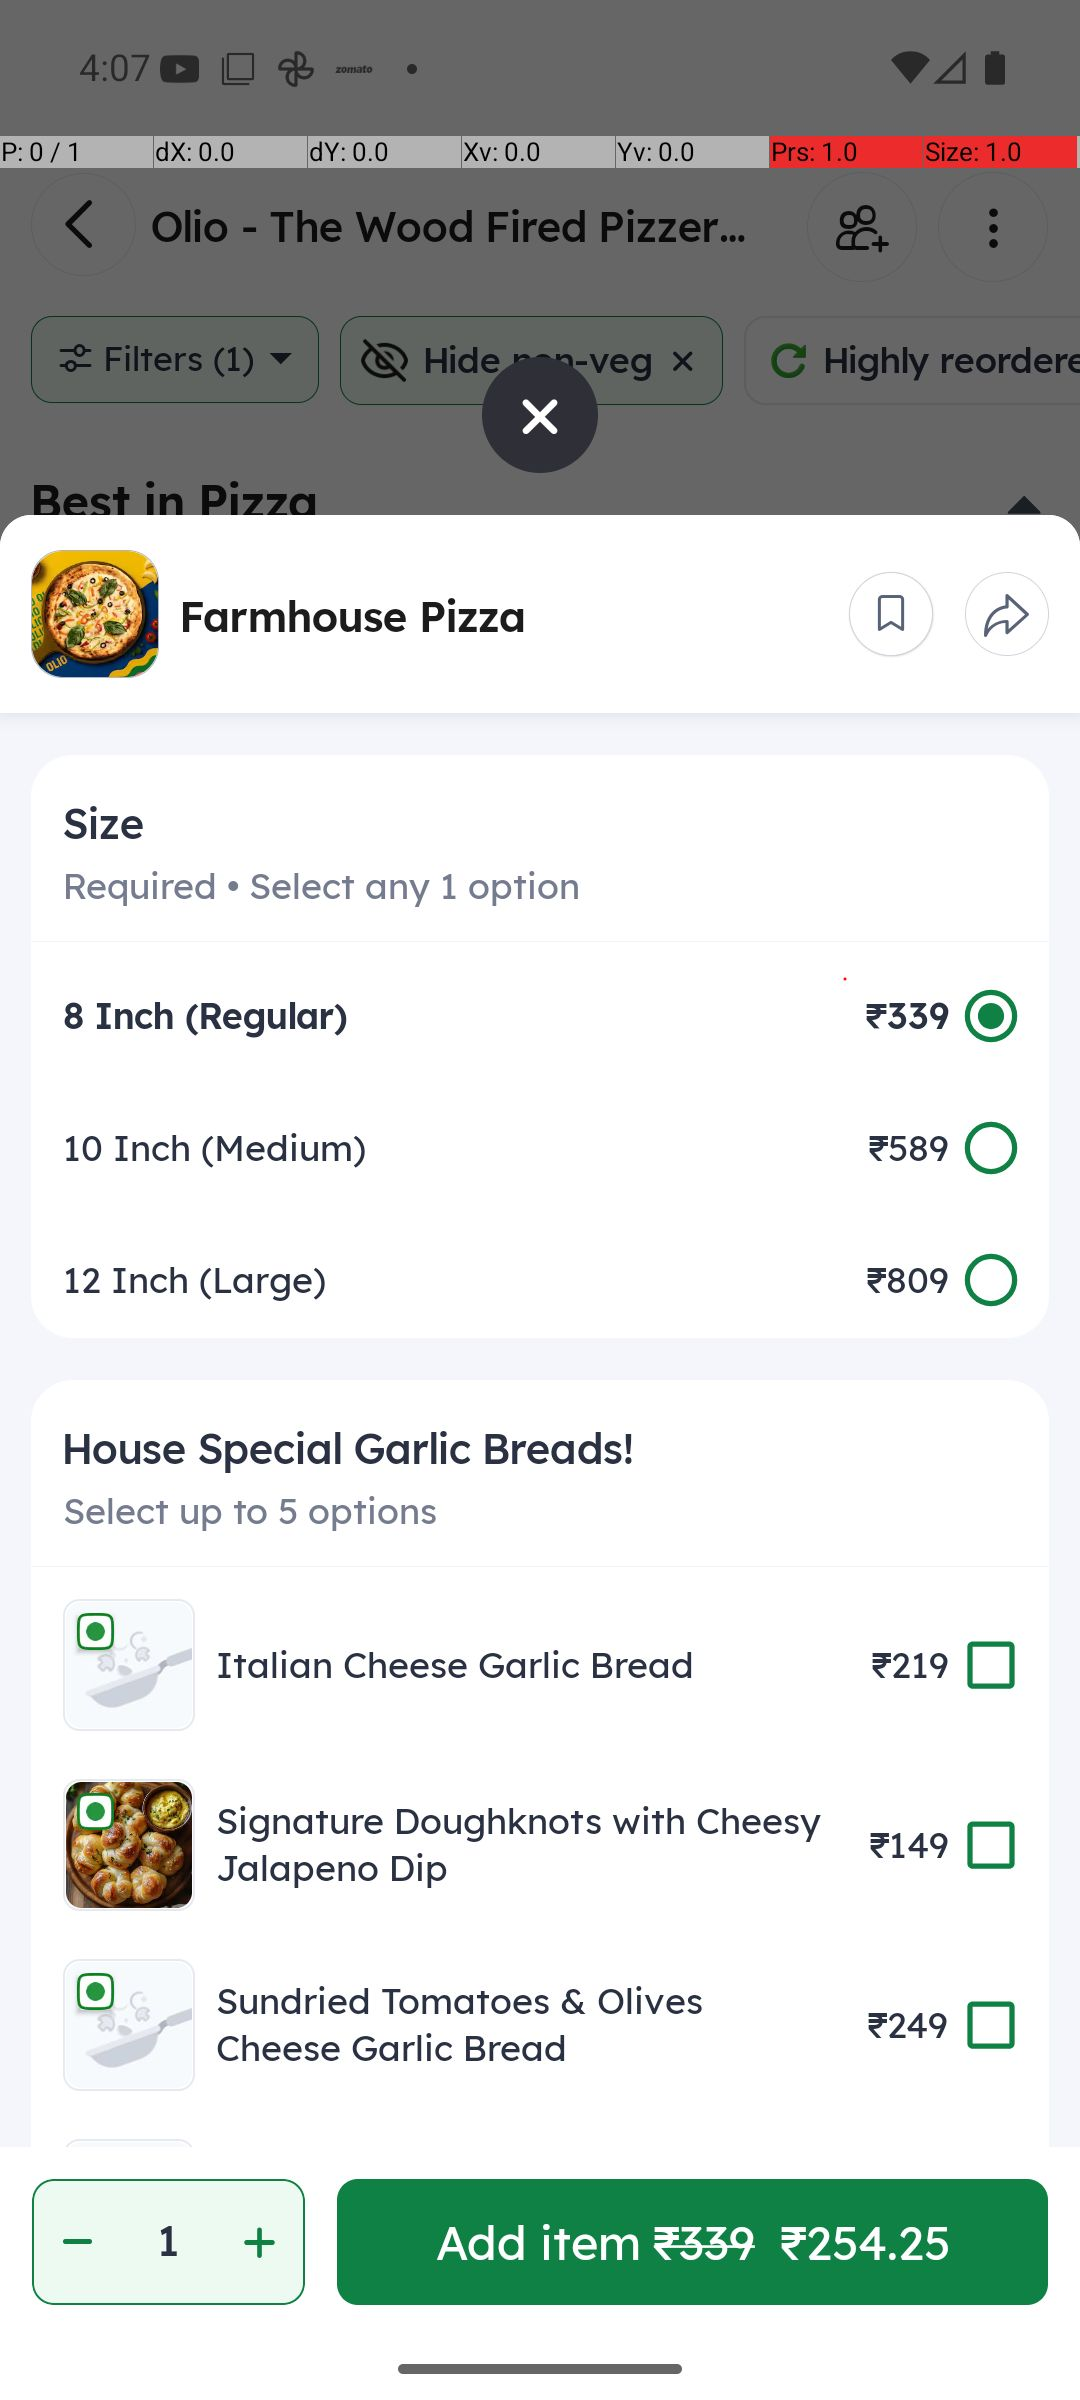 4:07 zomato
P: 0 / 1 dX: 0.0 dY: 0.0 Xv: 0.0 Yv: 0.0 Prs: 1.0 Size: 1.0
Olio - The Wood Fired Pizzer...
Filters (1) Hide non-veg Highly reordere
Best in Pizza
OLIO
Farmhouse Pizza
Size
Required • Select any 1 option
8 Inch (Regular) ₹339
10 Inch (Medium) ₹589
12 Inch (Large) ₹809
House Special Garlic Breads!
Select up to 5 options
Italian Cheese Garlic Bread ₹219
Signature Doughknots with Cheesy
Jalapeno Dip ₹149
Sundried Tomatoes & Olives
Cheese Garlic Bread ₹249
1 Add item ₹339 ₹254.25